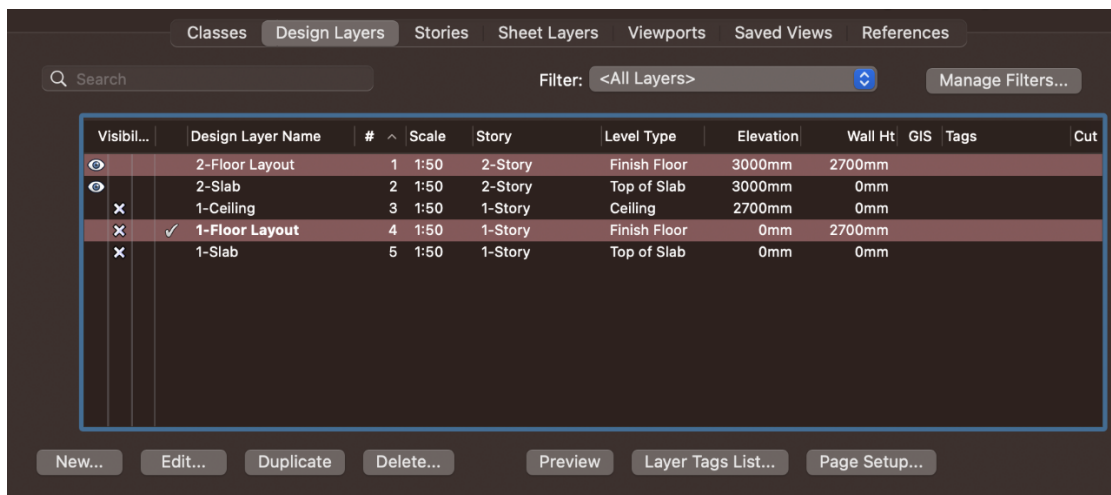 Classes Design Layers Stories Sheet Layers Viewports Saved Views References
Search Filter: <All Layers> Manage Filters...
Visibil... Design Layer Name # Scale Story Level Type Elevation Wall Ht GIS Tags Cut
2-Floor Layout 1 1:50 2-Story Finish Floor 3000mm 2700mm
2-Slab 2 1:50 2-Story Top of Slab 3000mm 0mm
1-Ceiling 3 1:50 1-Story Ceiling 2700mm 0mm
✓ 1-Floor Layout 4 1:50 1-Story Finish Floor 0mm 2700mm
1-Slab 5 1:50 1-Story Top of Slab 0mm 0mm
New... Edit... Duplicate Delete... Preview Layer Tags List... Page Setup...